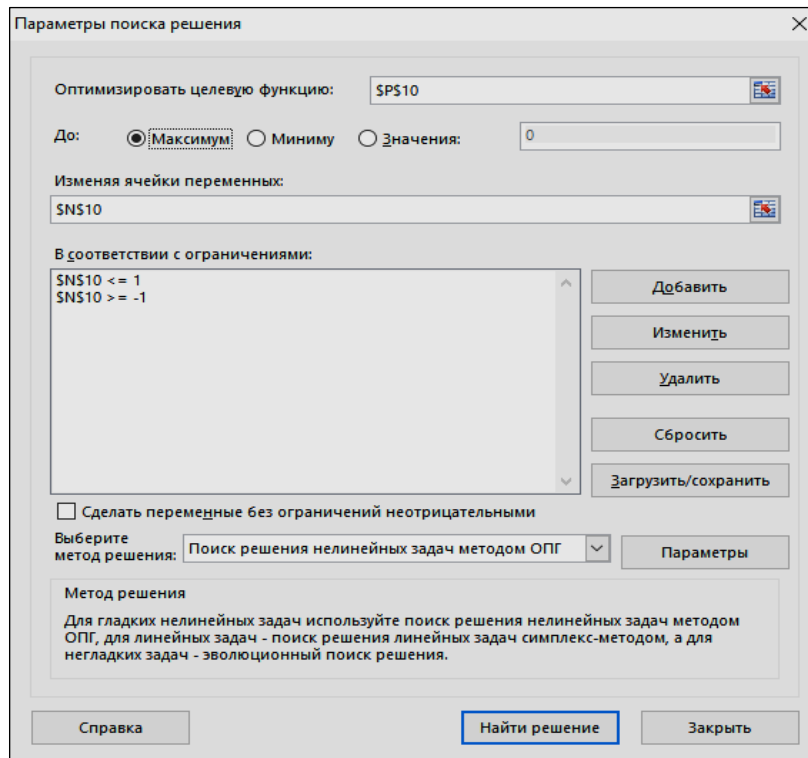 Параметры поиска решения
Оптимизировать целевую функцию: $P$10
До: Максимум Миниму Значения: 0
Изменяя ячейки переменных:
$N$10
В соответствии с ограничениями:
$N$10 <= 1
$N$10 >= -1
Добавить
Изменить
Удалить
Сбросить
Загрузить/сохранить
Сделать переменные без ограничений неотрицательными
Выберите
метод решения: Поиск решения нелинейных задач методом ОПГ Параметры
Метод решения
Для гладких нелинейных задач используйте поиск решения нелинейных задач методом
ОПГ, для линейных задач - поиск решения линейных задач симплекс-методом, а для
негладких задач - эволюционный поиск решения.
Справка Найти решение Закрыть